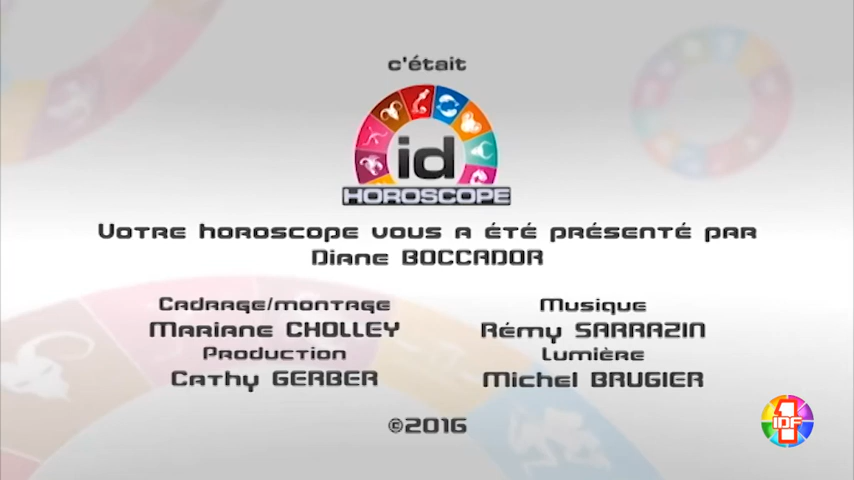 c'était
id
HOROSCOPE
Votre horoscope vous a été présenté par
Diane BOCCADOR
Cadrage/montage
Mariane CHOLLEY
Production
Cathy GERBER
Musique
Rémy SARRAZIN
Lumière
Michel BRUGIER
©2016
IDF
1